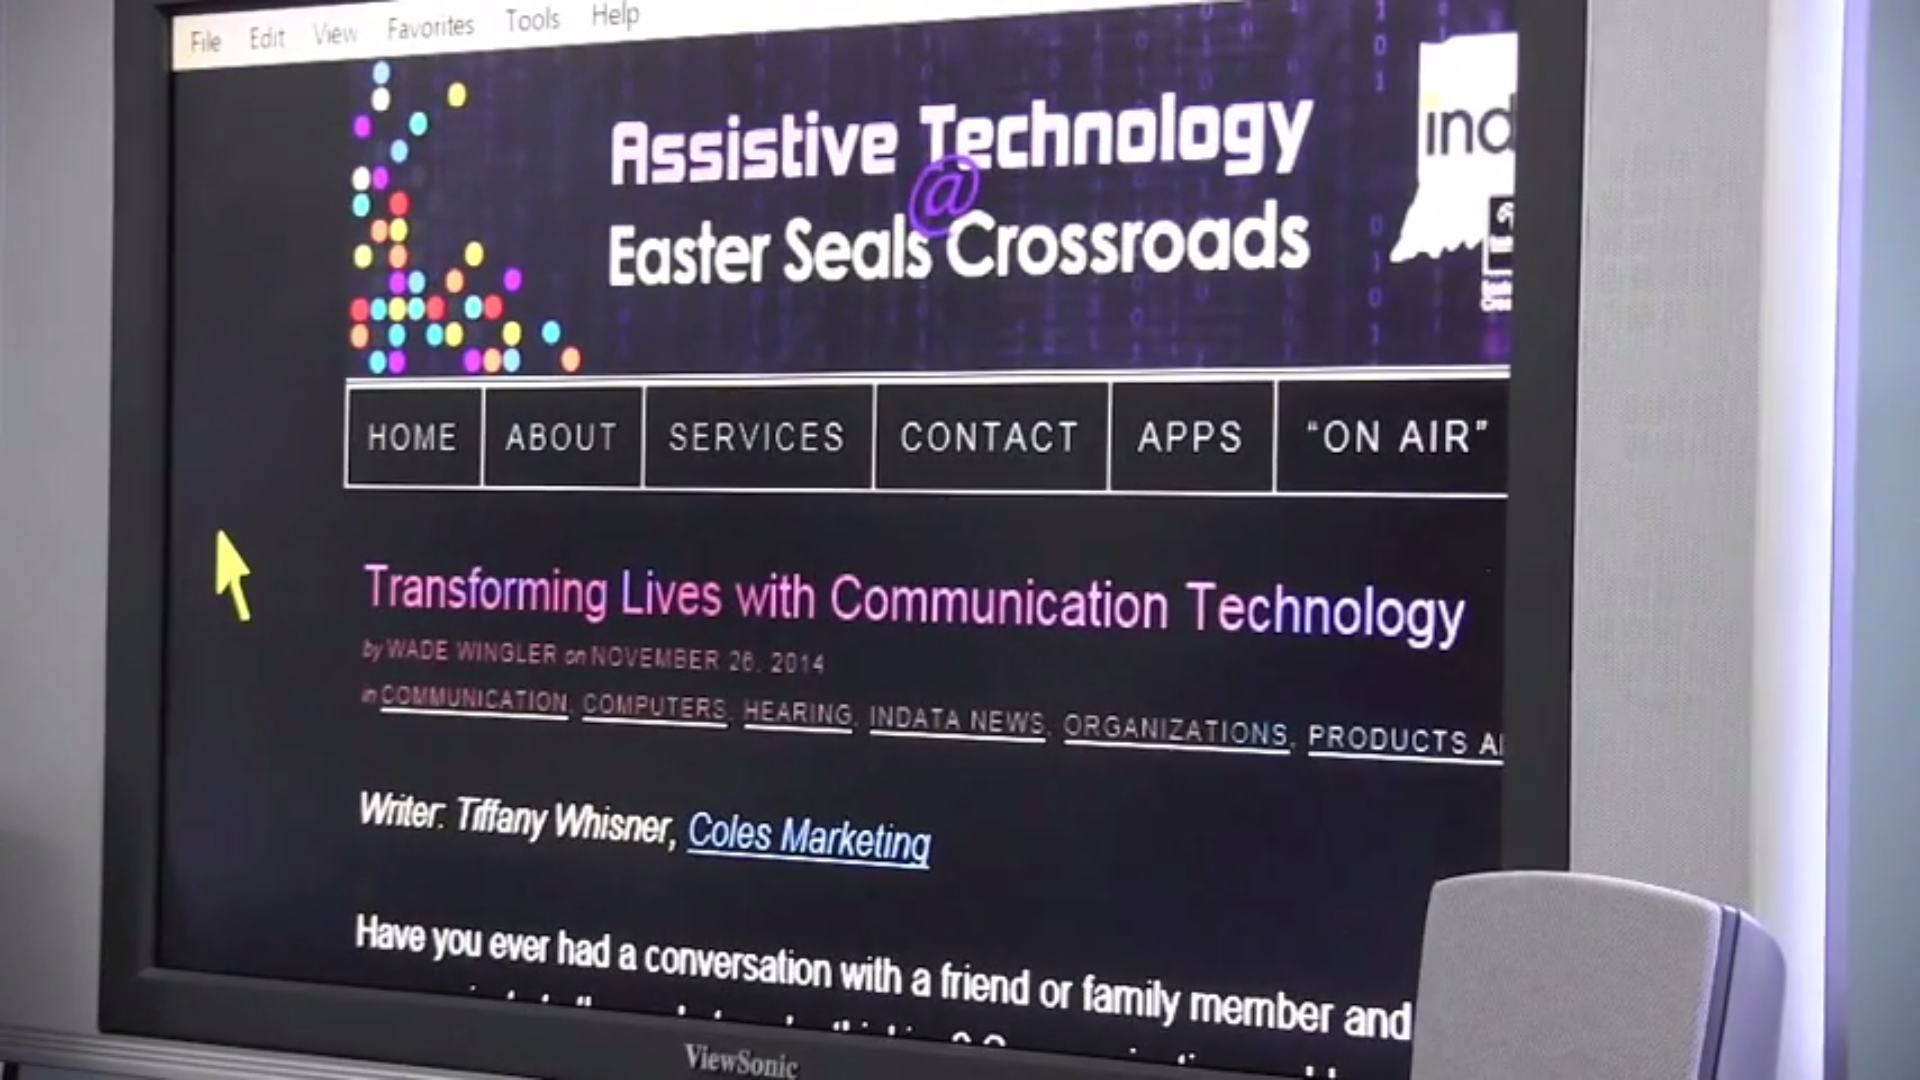 File Edit View Favorites Tools Help
Assistive Technology
@
Easter Seals Crossroads
ind
HOME ABOUT SERVICES CONTACT APPS “ON AIR”
Transforming Lives with Communication Technology
by WADE WINGLER on NOVEMBER 26, 2014
in COMMUNICATION, COMPUTERS, HEARING, INDATA NEWS, ORGANIZATIONS, PRODUCTS A
Writer: Tiffany Whisner, Coles Marketing
Have you ever had a conversation with a friend or family member and
ViewSonic